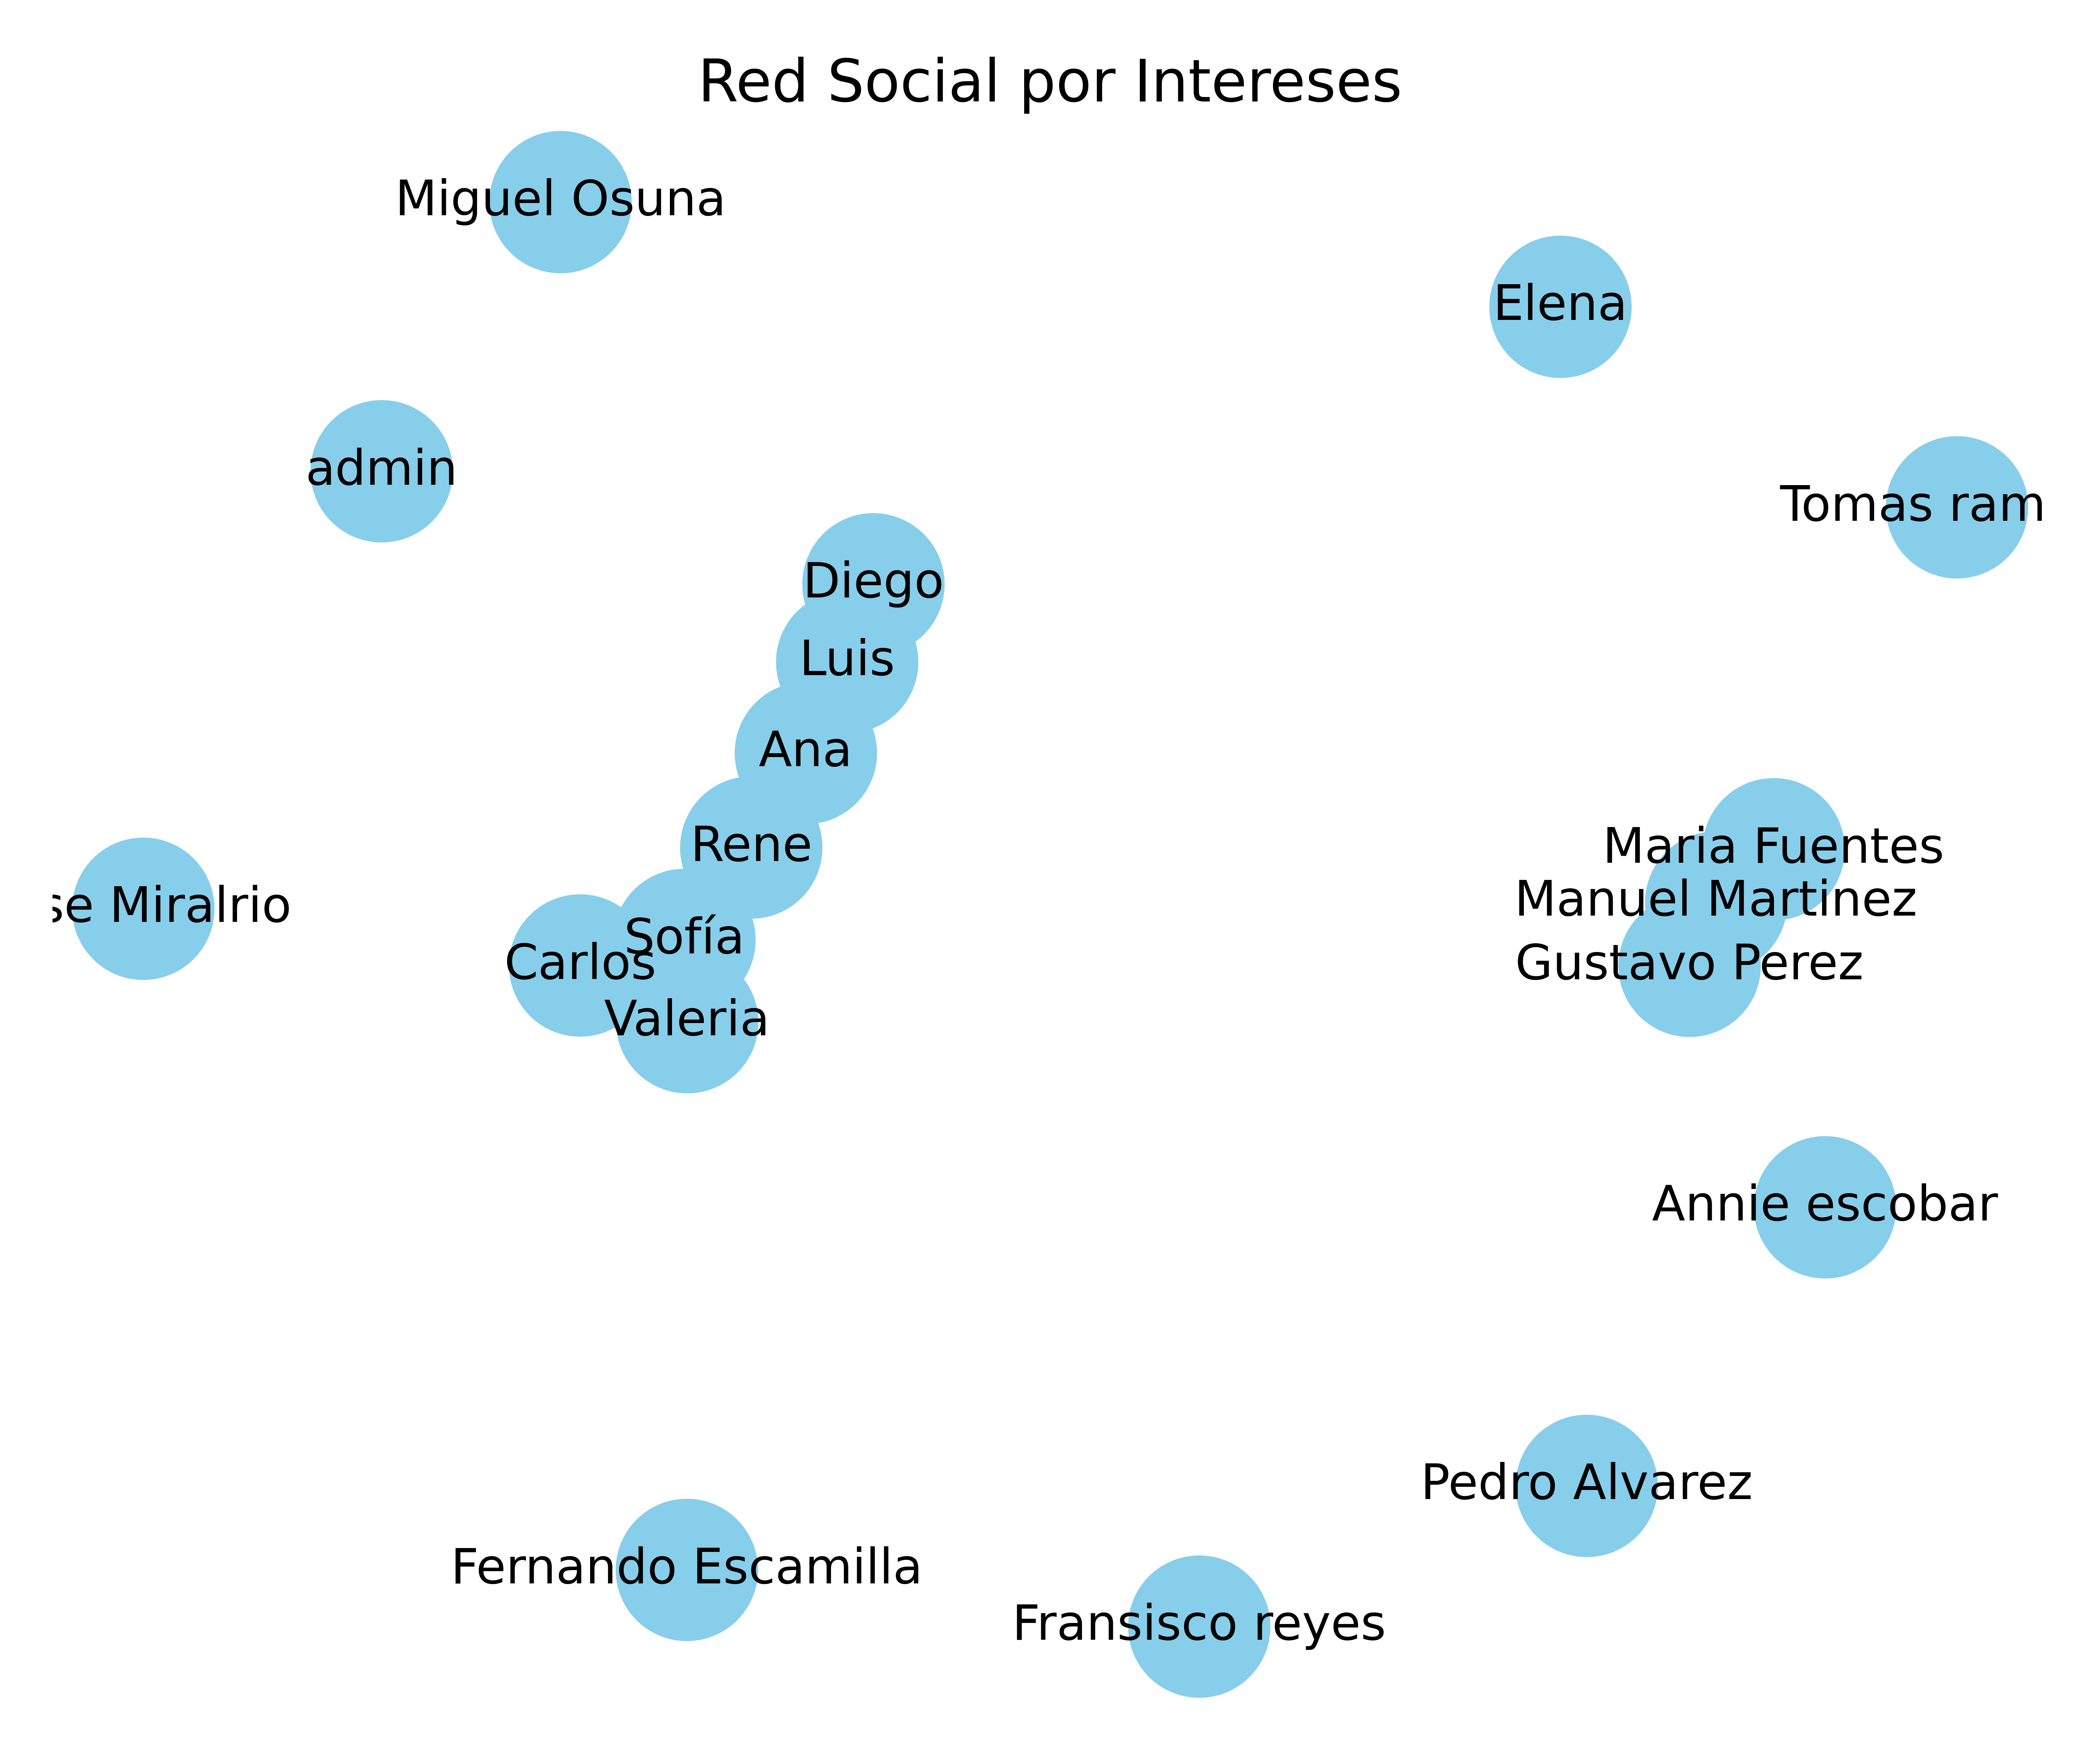 Red Social por Intereses
Miguel Osuna
Elena
admin
Tomas ram
Diego
Luis
Ana
Rene
Maria Fuentes
Manuel Martinez
se Miralrio
Sofía
Carlos
Gustavo Perez
Valeria
Annie escobar
Pedro Alvarez
Fernando Escamilla
Fransisco reyes